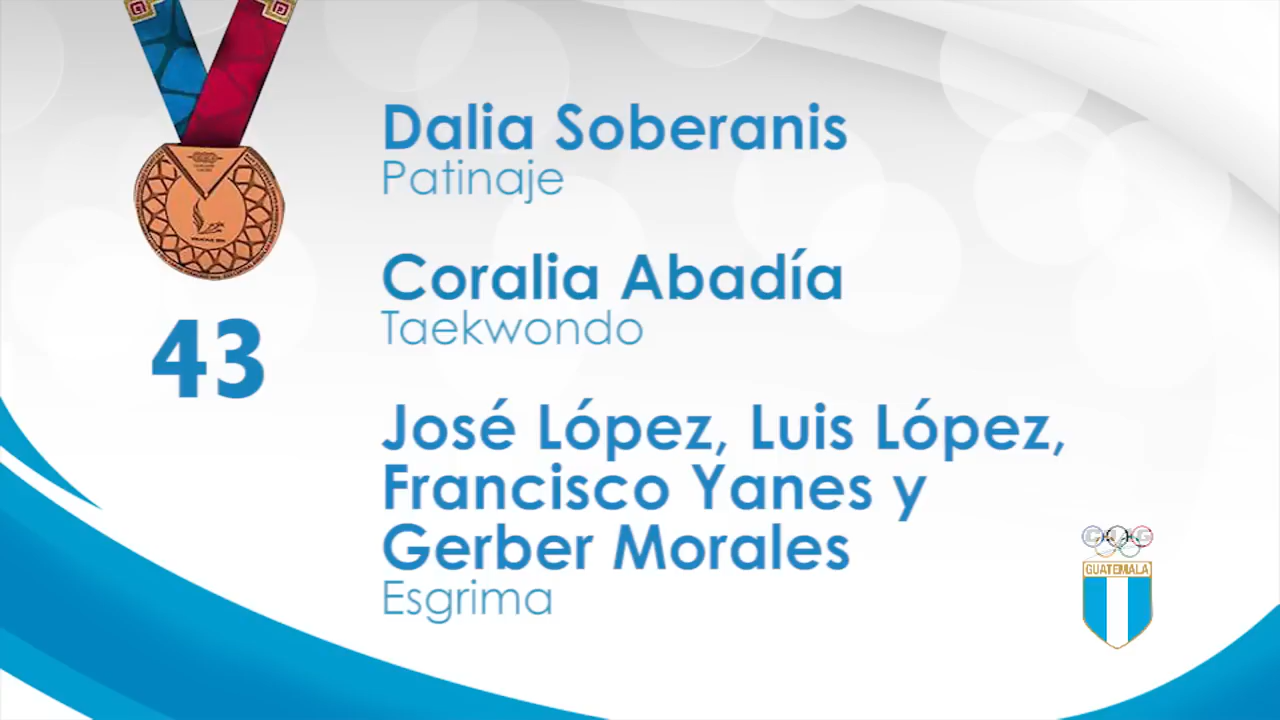 Dalia Soberanis
Patinaje
Coralia Abadía
Taekwondo
43
José López, Luis López,
Francisco Yanes y
Gerber Morales
Esgrima
GUATEMALA